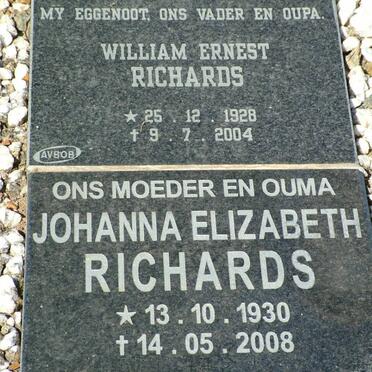 MY EGGENOOT, ONS VADER EN OUPA.
WILLIAM ERNEST
RICHARDS
★ 25 . 12 . 1928
† 9 . 7 . 2004
AVBOB
ONS MOEDER EN OUMA
JOHANNA ELIZABETH
RICHARDS
★ 13 . 10 . 1930
† 14 . 05 . 2008